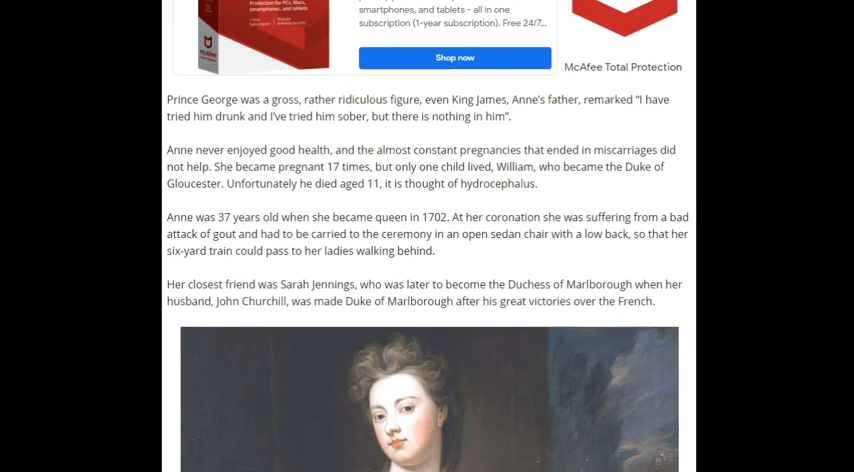 Protection for PCs, Macs,
smartphones, and tablets
smartphones, and tablets - all in one
subscription (1-year subscription). Free 24/7...
Shop now
McAfee Total Protection
Prince George was a gross, rather ridiculous figure, even King James, Anne's father, remarked “I have
tried him drunk and I've tried him sober, but there is nothing in him”.
Anne never enjoyed good health, and the almost constant pregnancies that ended in miscarriages did
not help. She became pregnant 17 times, but only one child lived, William, who became the Duke of
Gloucester. Unfortunately he died aged 11, it is thought of hydrocephalus.
Anne was 37 years old when she became queen in 1702. At her coronation she was suffering from a bad
attack of gout and had to be carried to the ceremony in an open sedan chair with a low back, so that her
six-yard train could pass to her ladies walking behind.
Her closest friend was Sarah Jennings, who was later to become the Duchess of Marlborough when her
husband, John Churchill, was made Duke of Marlborough after his great victories over the French.